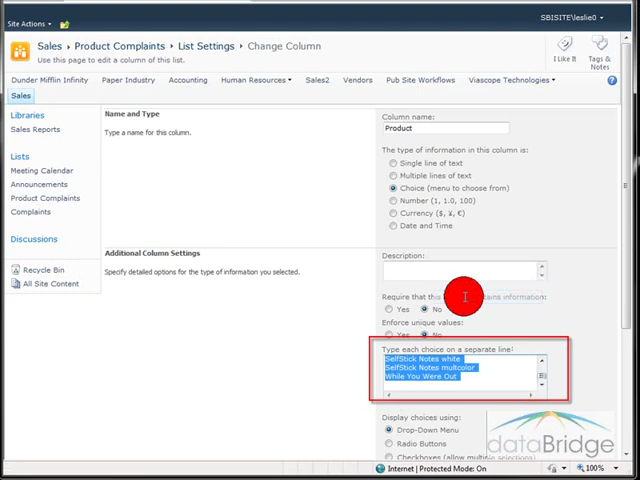 Site Actions
SBISITE\leslie0
Sales ▸ Product Complaints ▸ List Settings ▸ Change Column
Use this page to edit a column of this list.
I Like It
Tags & Notes
Dunder Mifflin Infinity Paper Industry Accounting Human Resources Sales2 Vendors Pub Site Workflows Viascope Technologies
Sales
Libraries
Sales Reports
Lists
Meeting Calendar
Announcements
Product Complaints
Complaints
Discussions
Recycle Bin
All Site Content
Name and Type
Type a name for this column.
Column name:
Product
The type of information in this column is:
Single line of text
Multiple lines of text
Choice (menu to choose from)
Number (1, 1.0, 100)
Currency ($, ¥, €)
Date and Time
Additional Column Settings
Specify detailed options for the type of information you selected.
Description:
Require that this contains information:
Yes No
Enforce unique values:
Yes No
Type each choice on a separate line:
SelfStick Notes white
SelfStick Notes multcolor
While You Were Out
Display choices using:
Drop-Down Menu
Radio Buttons
Checkboxes (allow multiple selections)
dataBridge
Internet | Protected Mode: On
100%